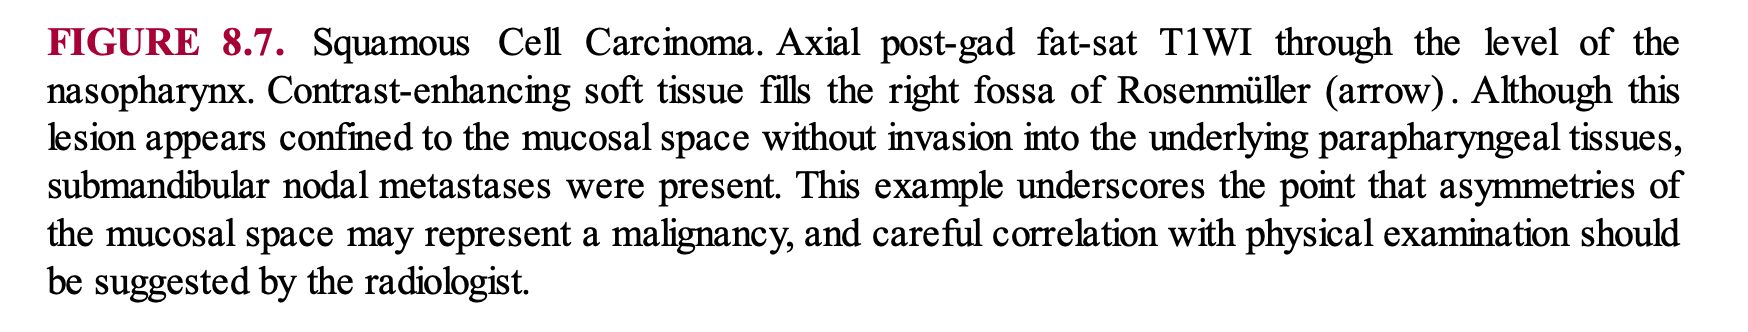 FIGURE 8.7. Squamous Cell Carcinoma. Axial post-gad fat-sat T1WI through the level of the
nasopharynx. Contrast-enhancing soft tissue fills the right fossa of Rosenmüller (arrow). Although this
lesion appears confined to the mucosal space without invasion into the underlying parapharyngeal tissues,
submandibular nodal metastases were present. This example underscores the point that asymmetries of
the mucosal space may represent a malignancy, and careful correlation with physical examination should
be suggested by the radiologist.